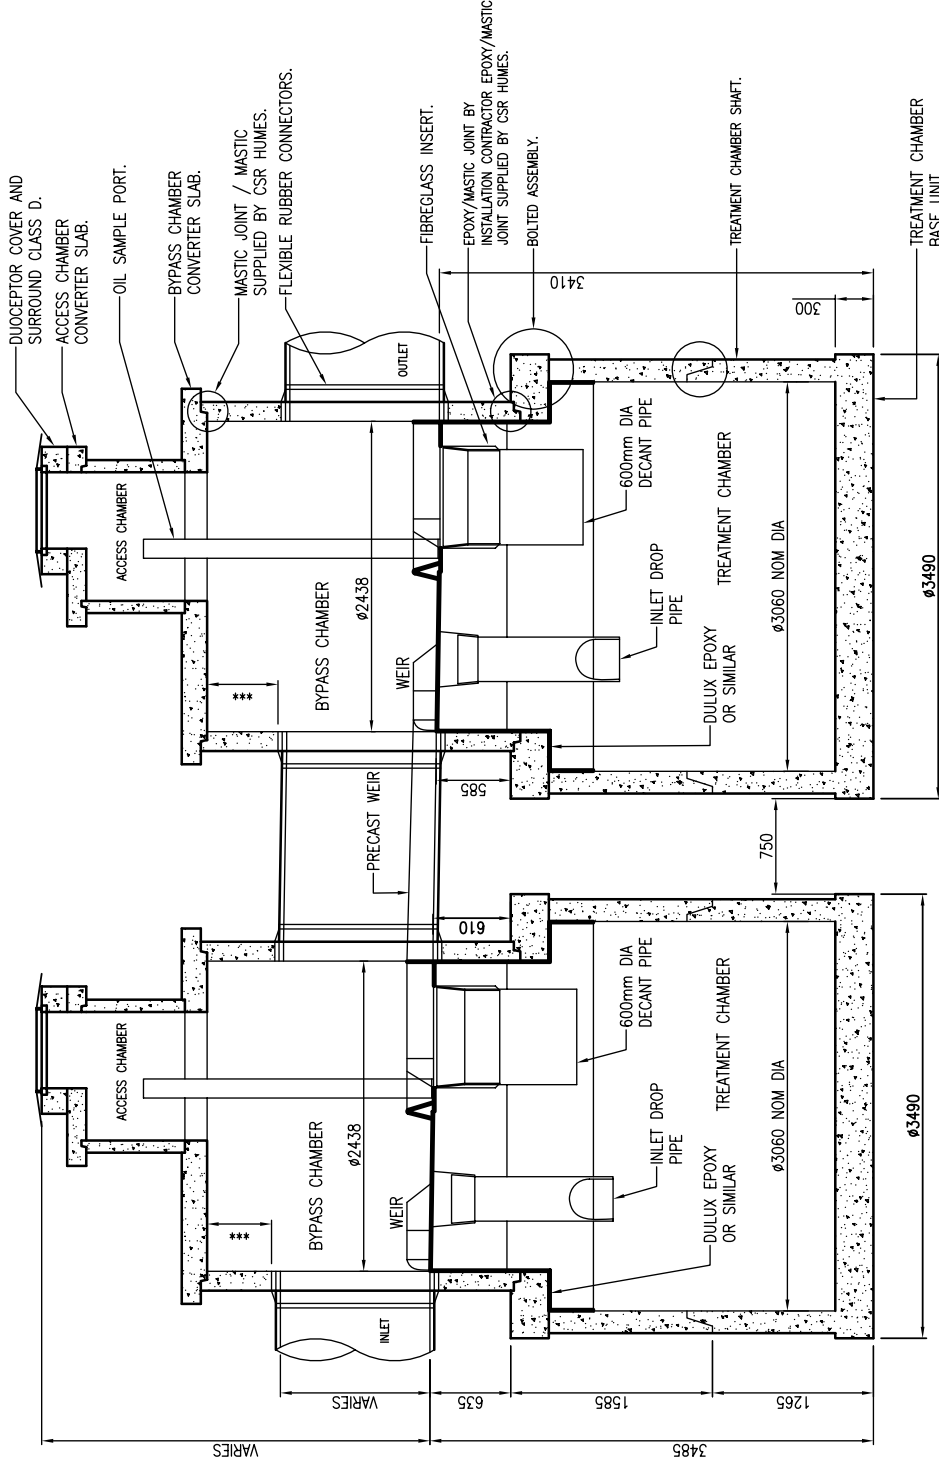 DUOCEPTOR COVER AND
SURROUND CLASS D.
ACCESS CHAMBER
CONVERTER SLAB.
OIL SAMPLE PORT.
BYPASS CHAMBER
CONVERTER SLAB.
MASTIC JOINT / MASTIC
SUPPLIED BY CSR HUMES.
FLEXIBLE RUBBER CONNECTORS.
FIBREGLASS INSERT.
EPOXY/MASTIC JOINT BY
INSTALLATION CONTRACTOR EPOXY/MASTIC
JOINT SUPPLIED BY CSR HUMES.
BOLTED ASSEMBLY.
TREATMENT CHAMBER SHAFT.
TREATMENT CHAMBER
BASE UNIT
3410
300
OUTLET
ACCESS CHAMBER
BYPASS CHAMBER
ø2438
***
WEIR
600mm DIA
DECANT PIPE
INLET DROP
PIPE
TREATMENT CHAMBER
DULUX EPOXY
OR SIMILAR
ø3060 NOM DIA
ø3490
585
PRECAST WEIR
750
610
ACCESS CHAMBER
BYPASS CHAMBER
ø2438
***
WEIR
600mm DIA
DECANT PIPE
INLET DROP
PIPE
TREATMENT CHAMBER
DULUX EPOXY
OR SIMILAR
ø3060 NOM DIA
ø3490
INLET
VARIES
635
1585
1265
VARIES
3485